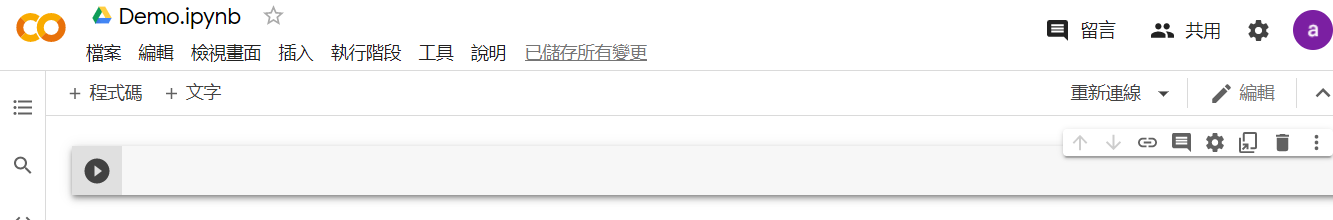 Demo.ipynb
留言 共用 a
檔案 編輯 檢視畫面 插入 執行階段 工具 說明 已儲存所有變更
+ 程式碼 + 文字 重新連線 編輯